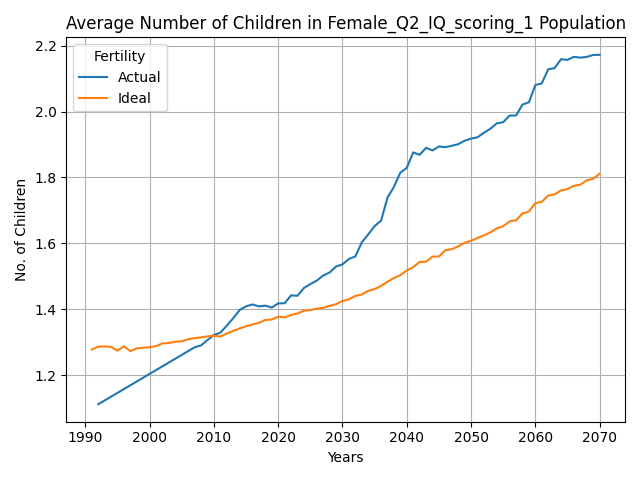 Average Number of Children in Female_Q2_IQ_scoring_1 Population
Fertility
Actual
Ideal
No. of Children
2.2
2.0
1.8
1.6
1.4
1.2
1990 2000 2010 2020 2030 2040 2050 2060 2070
Years